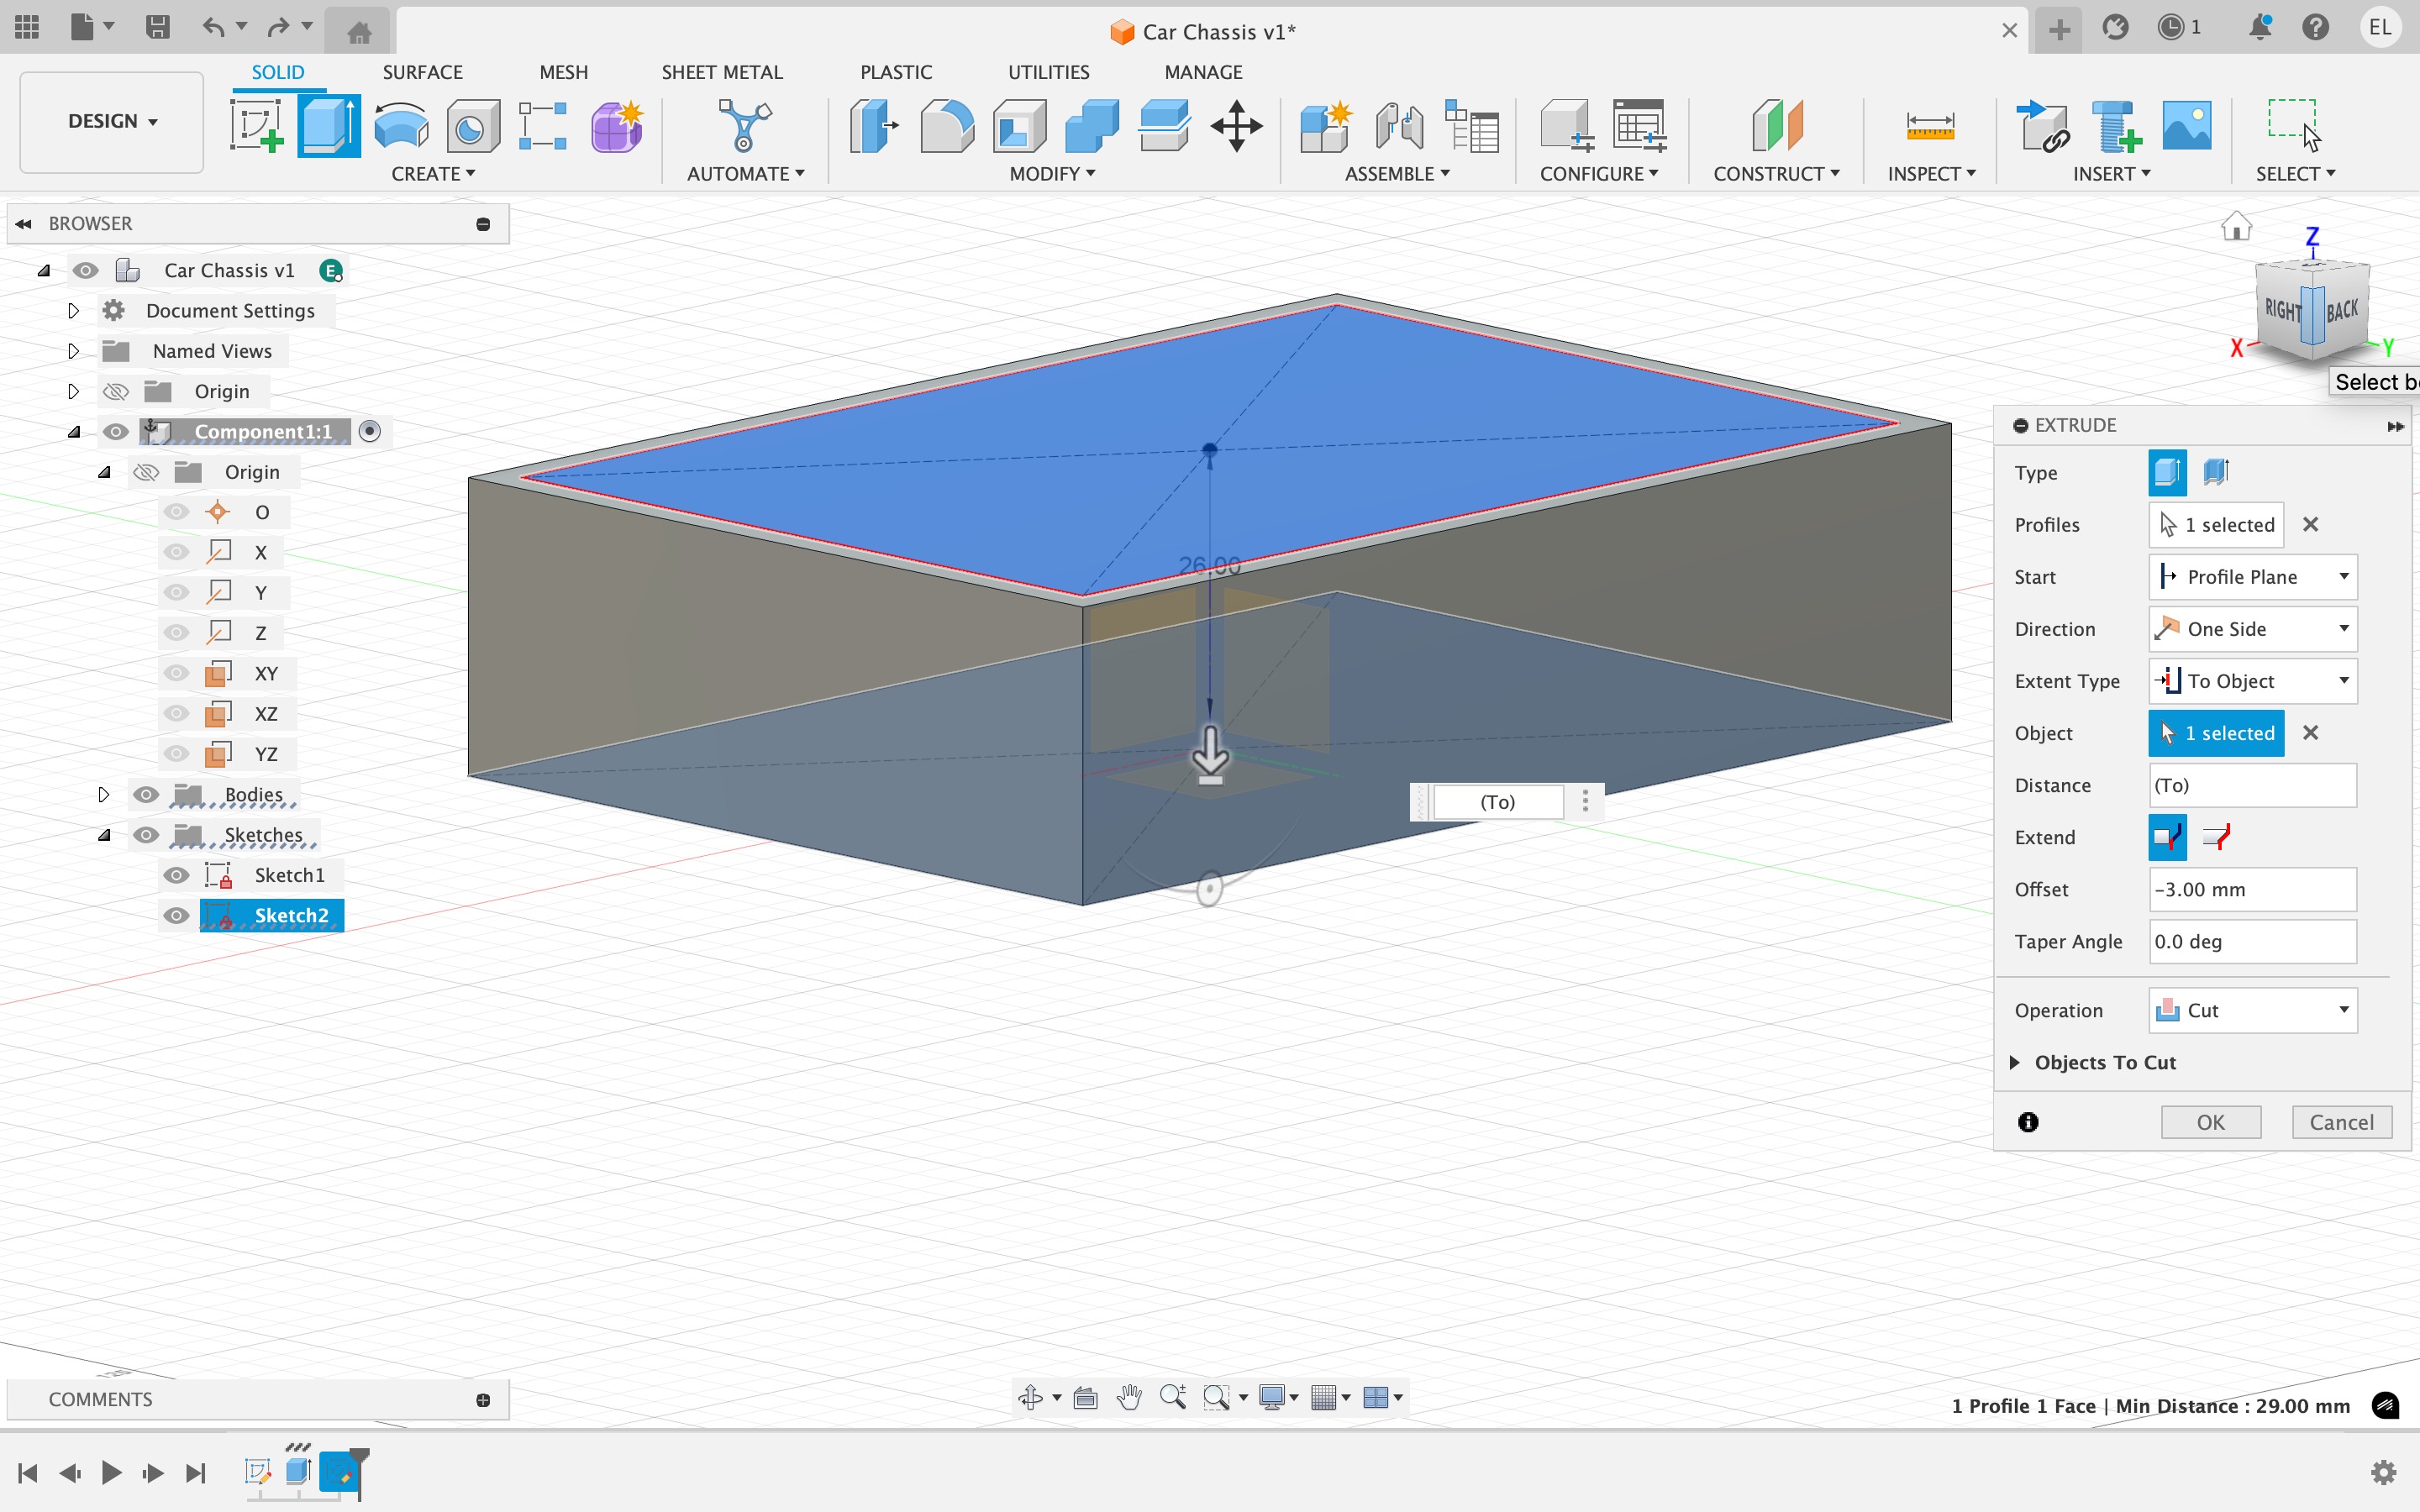 Car Chassis v1*
1
EL
DESIGN
SOLID
SURFACE
MESH
SHEET METAL
PLASTIC
UTILITIES
MANAGE
CREATE
AUTOMATE
MODIFY
ASSEMBLE
CONFIGURE
CONSTRUCT
INSPECT
INSERT
SELECT
BROWSER
Car Chassis v1
E
Document Settings
Named Views
Origin
Component1:1
Origin
O
X
Y
Z
XY
XZ
YZ
Bodies
Sketches
Sketch1
Sketch2
26.00
(To)
Z
RIGHT
BACK
X
Y
Select be
EXTRUDE
Type
Profiles
1 selected
Start
Profile Plane
Direction
One Side
Extent Type
To Object
Object
1 selected
Distance
(To)
Extend
Offset
-3.00 mm
Taper Angle
0.0 deg
Operation
Cut
Objects To Cut
OK
Cancel
COMMENTS
1 Profile 1 Face | Min Distance : 29.00 mm